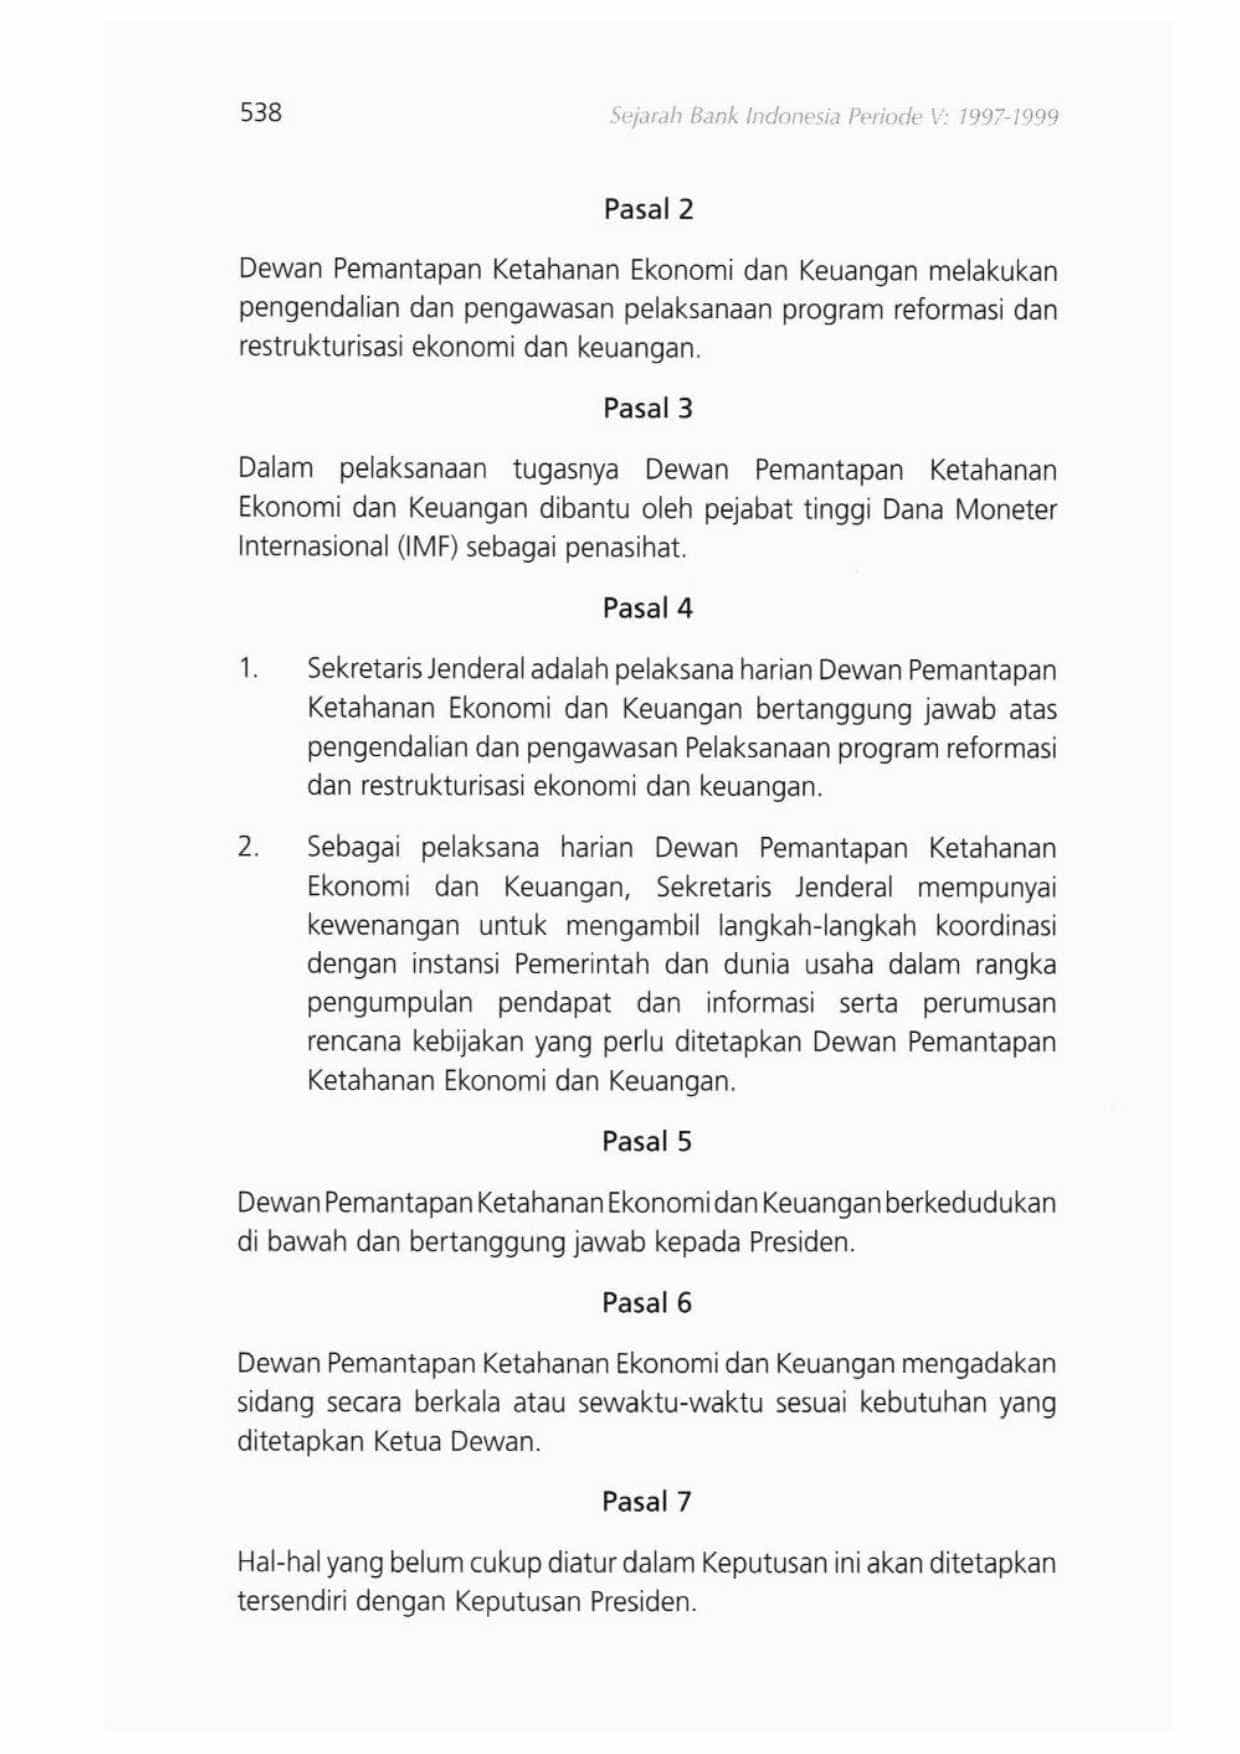 538
Sejarah Bank Indonesia Periode V: 1997-1999
Pasal 2
Dewan Pemantapan Ketahanan Ekonomi dan Keuangan melakukan
pengendalian dan pengawasan pelaksanaan program reformasi dan
restrukturisasi ekonomi dan keuangan.
Pasal 3
Dalam pelaksanaan tugasnya Dewan Pemantapan Ketahanan
Ekonomi dan Keuangan dibantu oleh pejabat tinggi Dana Moneter
Internasional (IMF) sebagai penasihat.
Pasal 4
1. Sekretaris Jenderal adalah pelaksana harian Dewan Pemantapan
Ketahanan Ekonomi dan Keuangan bertanggung jawab atas
pengendalian dan pengawasan Pelaksanaan program reformasi
dan restrukturisasi ekonomi dan keuangan.
2. Sebagai pelaksana harian Dewan Pemantapan Ketahanan
Ekonomi dan Keuangan, Sekretaris Jenderal mempunyai
kewenangan untuk mengambil langkah-langkah koordinasi
dengan instansi Pemerintah dan dunia usaha dalam rangka
pengumpulan pendapat dan informasi serta perumusan
rencana kebijakan yang perlu ditetapkan Dewan Pemantapan
Ketahanan Ekonomi dan Keuangan.
Pasal 5
Dewan Pemantapan Ketahanan Ekonomi dan Keuangan berkedudukan
di bawah dan bertanggung jawab kepada Presiden.
Pasal 6
Dewan Pemantapan Ketahanan Ekonomi dan Keuangan mengadakan
sidang secara berkala atau sewaktu-waktu sesuai kebutuhan yang
ditetapkan Ketua Dewan.
Pasal 7
Hal-hal yang belum cukup diatur dalam Keputusan ini akan ditetapkan
tersendiri dengan Keputusan Presiden.